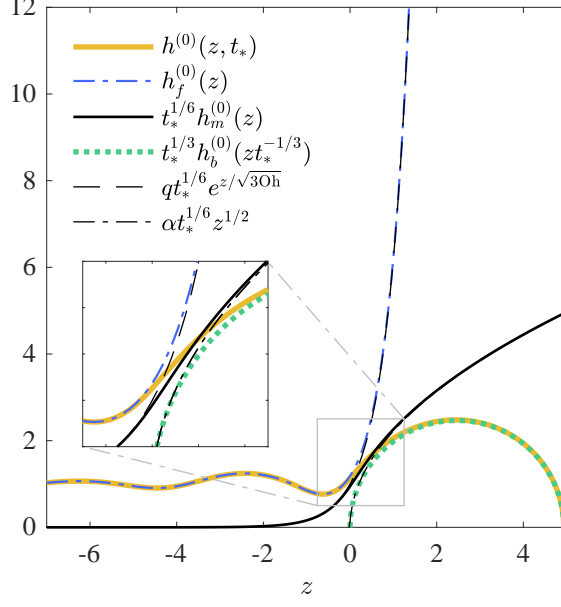 12
10
8
6
4
2
0
-6
-4
-2
0
2
4
z
h^{(0)}(z, t_*)
h_f^{(0)}(z)
t_*^{1/6} h_m^{(0)}(z)
t_*^{1/3} h_b^{(0)}(z t_*^{-1/3})
q t_*^{1/6} e^{z/\sqrt{3Oh}}
α t_*^{1/6} z^{1/2}